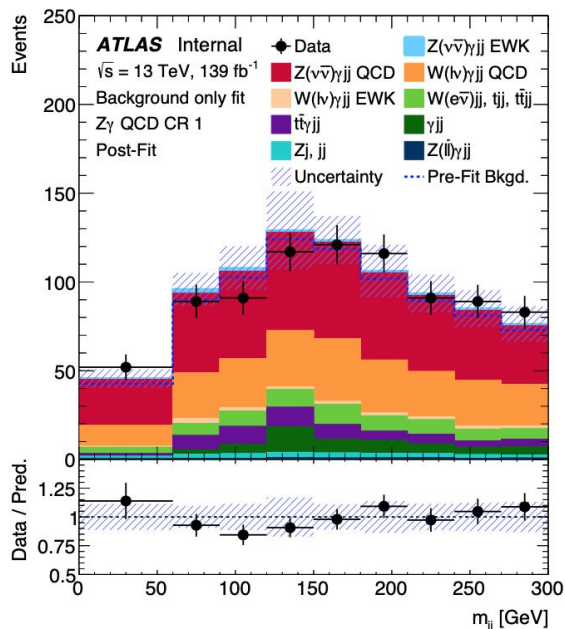 Events
ATLAS Internal
√s = 13 TeV, 139 fb⁻¹
Background only fit
Zγ QCD CR 1
Post-Fit
Data
Z(νν̅)γjj EWK
Z(νν̅)γjj QCD
W(lν)γjj QCD
W(lν)γjj EWK
W(eν̅)jj, tjj, tt̅jj
tt̅γjj
γjj
Zj, jj
Z(ll̅)γjj
Uncertainty
Pre-Fit Bkgd.
250
200
150
100
50
0
Data / Pred.
1.25
1
0.75
0.5
0 50 100 150 200 250 300
m_jj [GeV]